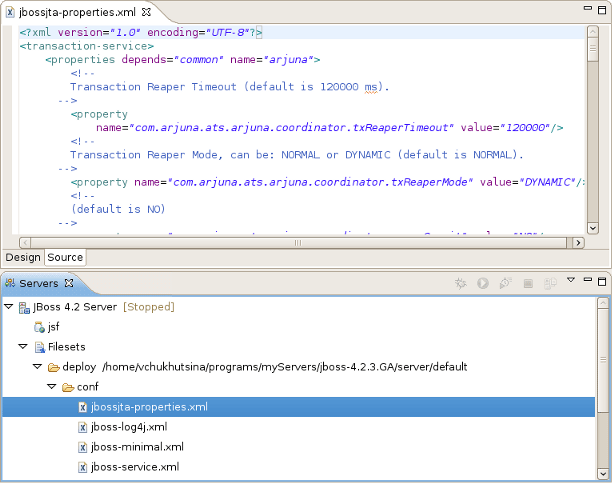 jbossjta-properties.xml
<?xml version="1.0" encoding="UTF-8"?>
<transaction-service>
<properties depends="common" name="arjuna">
<!--
Transaction Reaper Timeout (default is 120000 ms).
-->
<property
name="com.arjuna.ats.arjuna.coordinator.txReaperTimeout" value="120000"/>
<!--
Transaction Reaper Mode, can be: NORMAL or DYNAMIC (default is NORMAL).
-->
<property name="com.arjuna.ats.arjuna.coordinator.txReaperMode" value="DYNAMIC"/>
<!--
(default is NO)
-->
Design Source
Servers
JBoss 4.2 Server [Stopped]
jsf
Filesets
deploy /home/vchukhutsina/programs/myServers/jboss-4.2.3.GA/server/default
conf
jbossjta-properties.xml
jboss-log4j.xml
jboss-minimal.xml
jboss-service.xml